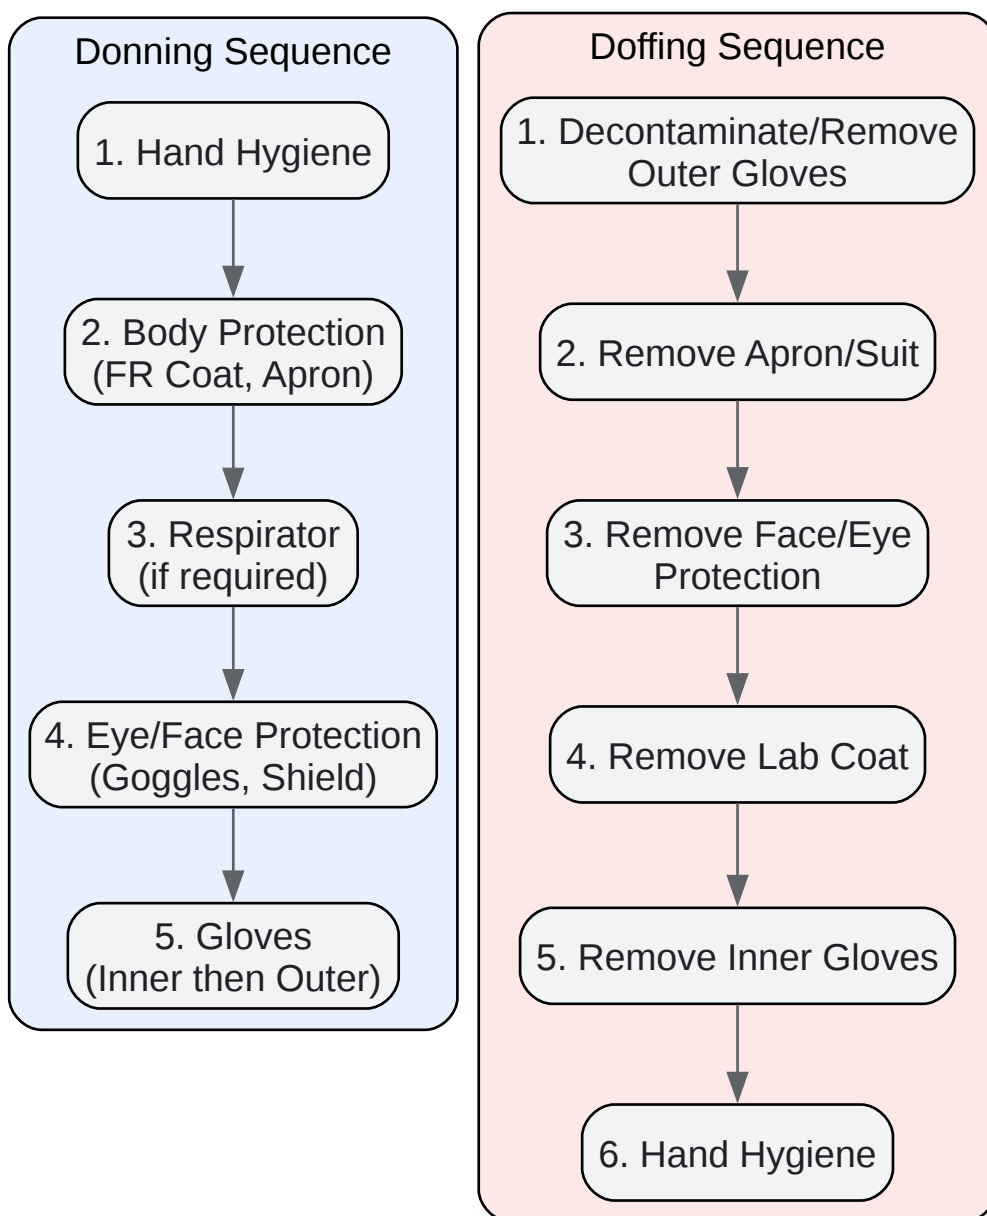 Donning Sequence
1. Hand Hygiene
2. Body Protection
(FR Coat, Apron)
3. Respirator
(if required)
4. Eye/Face Protection
(Goggles, Shield)
5. Gloves
(Inner then Outer)
Doffing Sequence
1. Decontaminate/Remove
Outer Gloves
2. Remove Apron/Suit
3. Remove Face/Eye
Protection
4. Remove Lab Coat
5. Remove Inner Gloves
6. Hand Hygiene